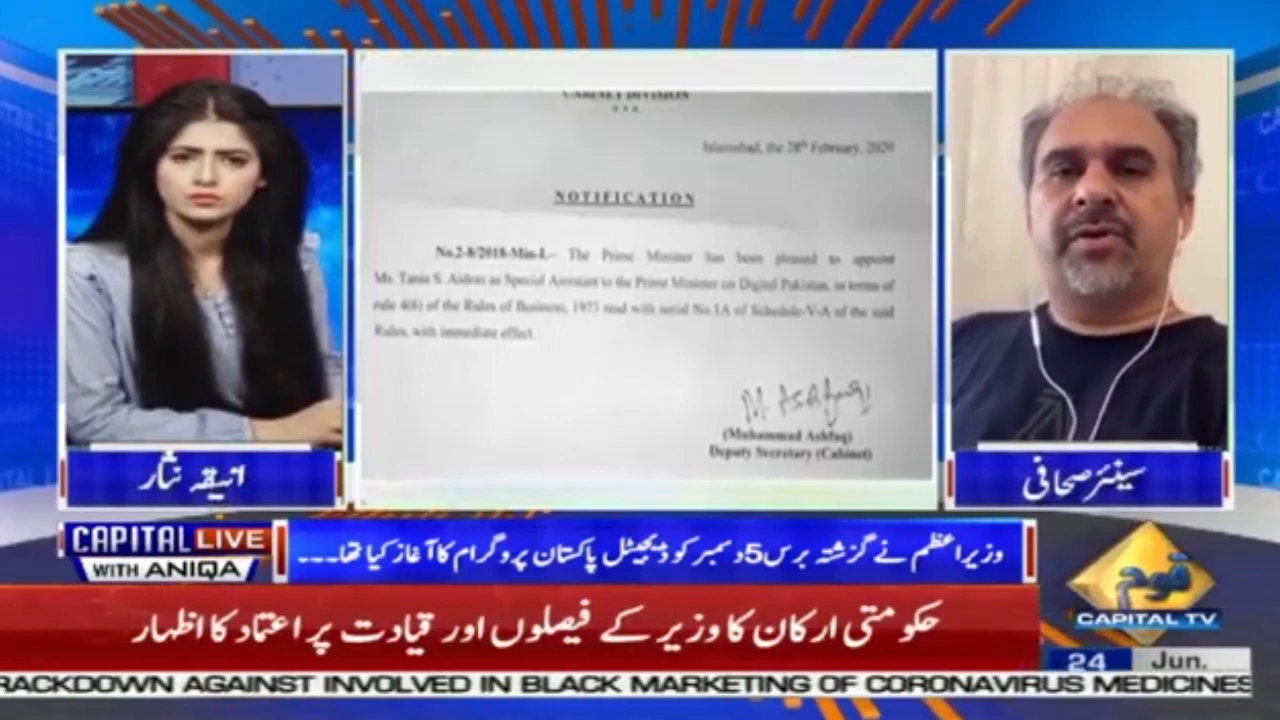 CABINET DIVISION
Islamabad, the 28th February, 2020
NOTIFICATION
No.2-8/2018-Min-I.- The Prime Minister has been pleased to appoint
Ms. Tania S. Aidrus as Special Assistant to the Prime Minister on Digital Pakistan, in terms of
rule 4(6) of the Rules of Business, 1973 read with serial No.1A of Schedule-V-A of the said
Rules, with immediate effect.
M. Ashfaq
(Muhammad Ashfaq)
Deputy Secretary (Cabinet)
انیقہ نثار
سینئر صحافی
CAPITAL LIVE
WITH ANIQA
وزیراعظم نے گزشتہ برس 5 دسمبر کو ڈیجیٹل پاکستان پروگرام کا آغاز کیا تھا...
حکومتی ارکان کا وزیر کے فیصلوں اور قیادت پر اعتماد کا اظہار
CAPITAL TV
24 Jun.
RACKDOWN AGAINST INVOLVED IN BLACK MARKETING OF CORONAVIRUS MEDICINES